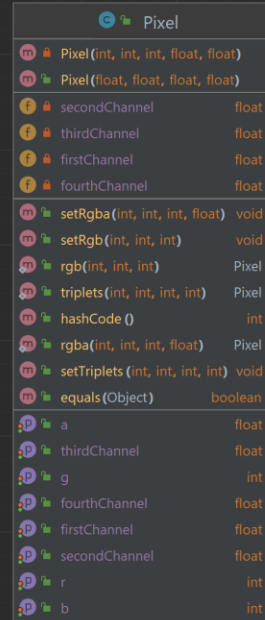 C Pixel
m Pixel(int, int, int, float, float)
m Pixel(float, float, float, float)
f secondChannel float
f thirdChannel float
f firstChannel float
f fourthChannel float
m setRgba(int, int, int, float) void
m setRgb(int, int, int) void
m rgb(int, int, int) Pixel
m triplets(int, int, int, int) Pixel
m hashCode() int
m rgba(int, int, int, float) Pixel
m setTriplets(int, int, int, int) void
m equals(Object) boolean
p a float
p thirdChannel float
p g int
p fourthChannel float
p firstChannel float
p secondChannel float
p r int
p b int